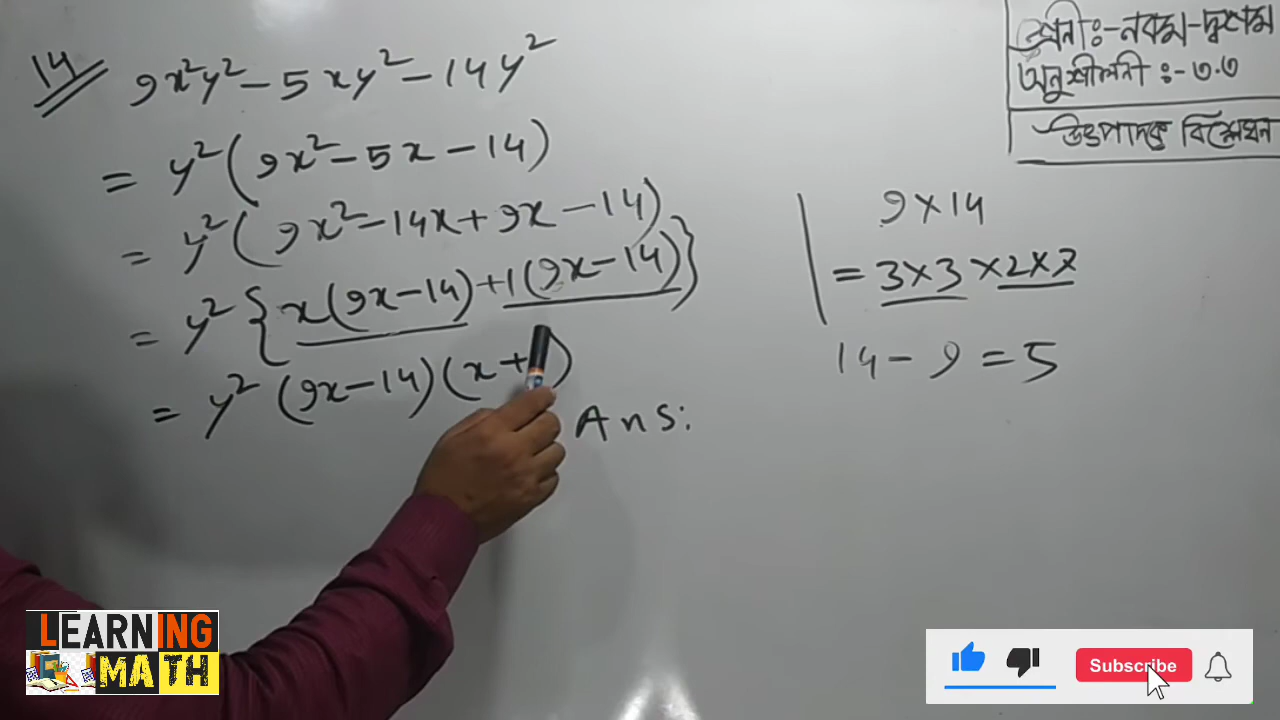 14
9x²y² - 5xy² - 14y²
= y²(9x² - 5x - 14)
= y²(9x² - 14x + 9x - 14)
= y²{x(9x - 14) + 1(9x - 14)}
= y²(9x - 14)(x +
Ans:
শ্রেনী:- নবম-দশম
অনুশীলনী:- ৩.৩
উৎপাদকে বিশ্লেষন
9 × 14
= 3×3 × 2×7
14 - 9 = 5
LEARNING
MATH
Subscribe